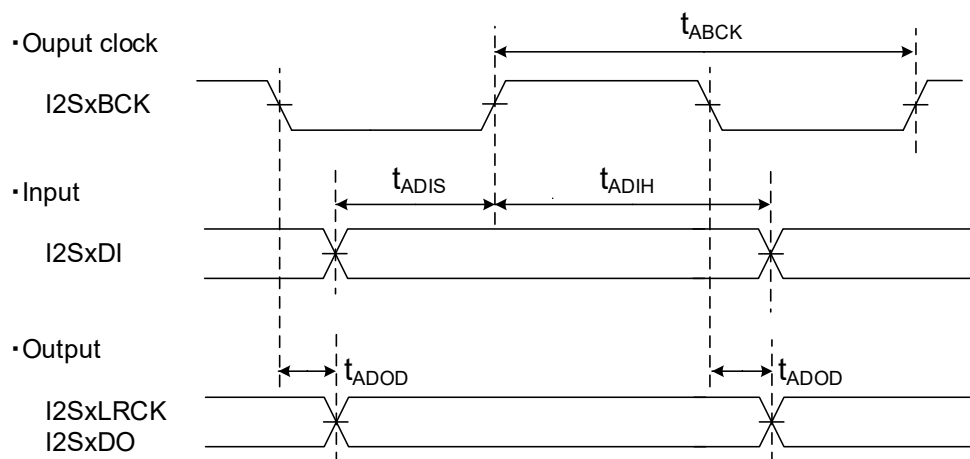 ・Ouput clock
tABCK
I2SxBCK
・Input
tADIS
tADIH
I2SxDI
・Output
tADOD
tADOD
I2SxLRCK
I2SxDO